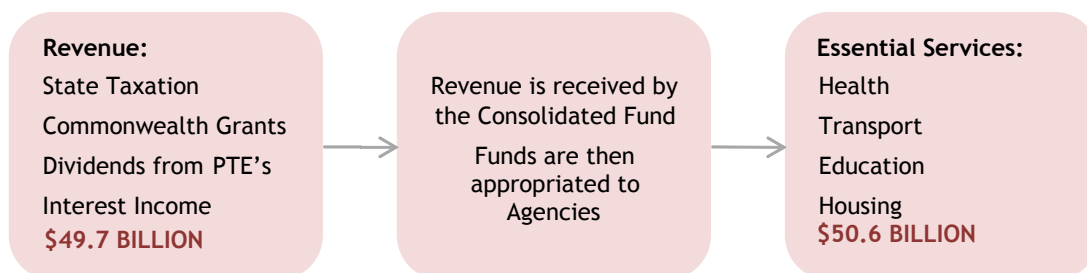 Revenue:
State Taxation
Commonwealth Grants
Dividends from PTE’s
Interest Income
$49.7 BILLION
Revenue is received by
the Consolidated Fund
Funds are then
appropriated to
Agencies
Essential Services:
Health
Transport
Education
Housing
$50.6 BILLION